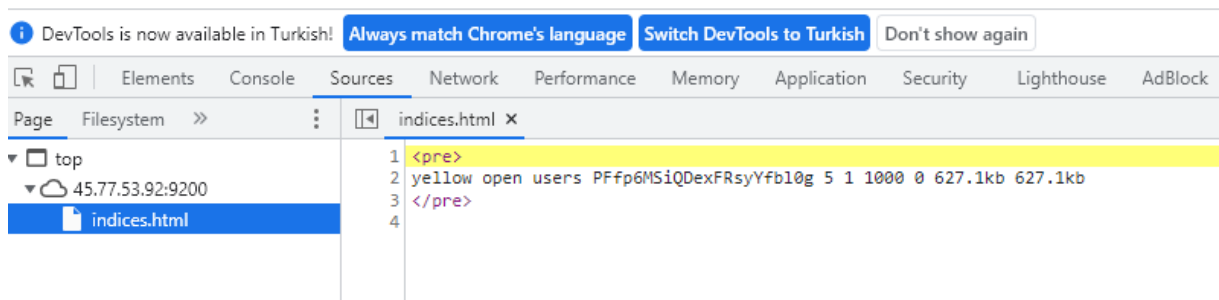 DevTools is now available in Turkish! Always match Chrome's language Switch DevTools to Turkish Don't show again
Elements Console Sources Network Performance Memory Application Security Lighthouse AdBlock
Page Filesystem » indices.html ×
top
45.77.53.92:9200
indices.html
1 <pre>
2 yellow open users PFfp6MSiQDexFRsyYfb10g 5 1 1000 0 627.1kb 627.1kb
3 </pre>
4